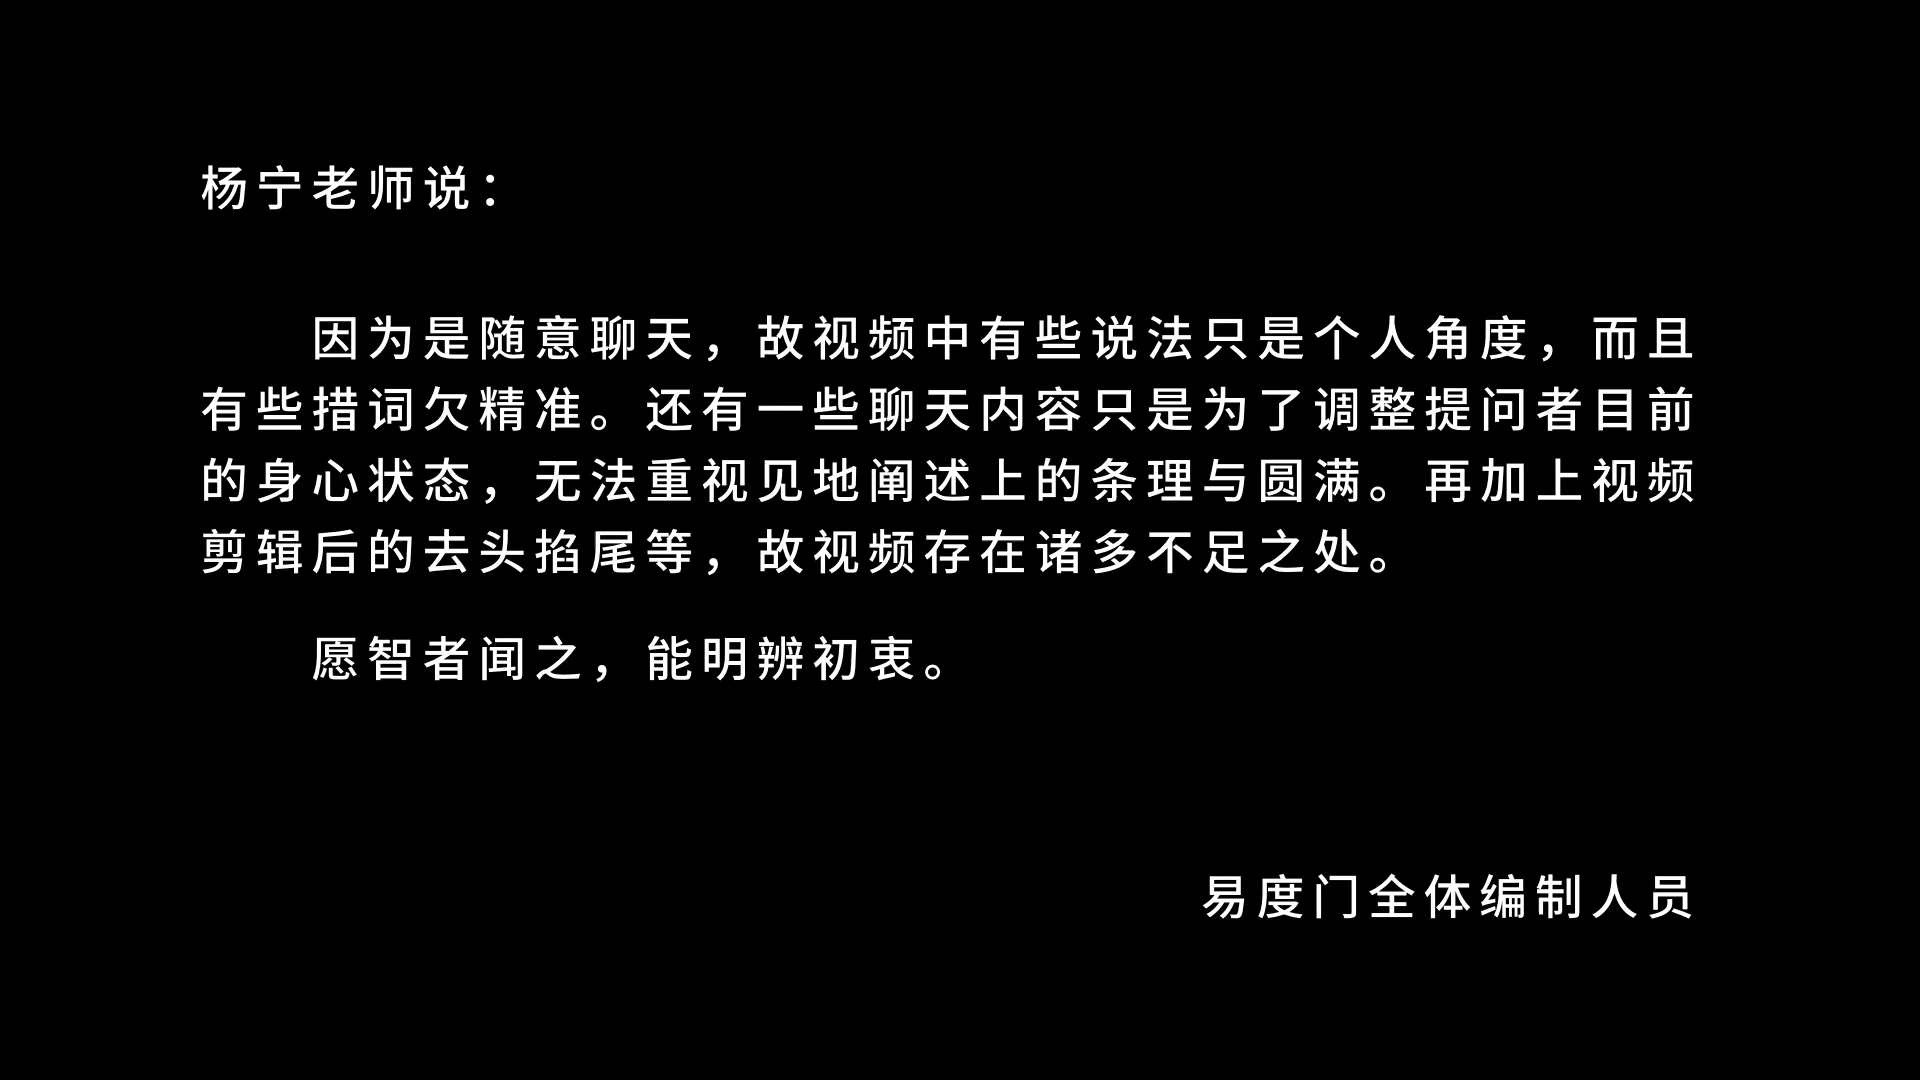 杨宁老师说：
因为是随意聊天，故视频中有些说法只是个人角度，而且
有些措词欠精准。还有一些聊天内容只是为了调整提问者目前
的身心状态，无法重视见地阐述上的条理与圆满。再加上视频
剪辑后的去头掐尾等，故视频存在诸多不足之处。
愿智者闻之，能明辨初衷。
易度门全体编制人员